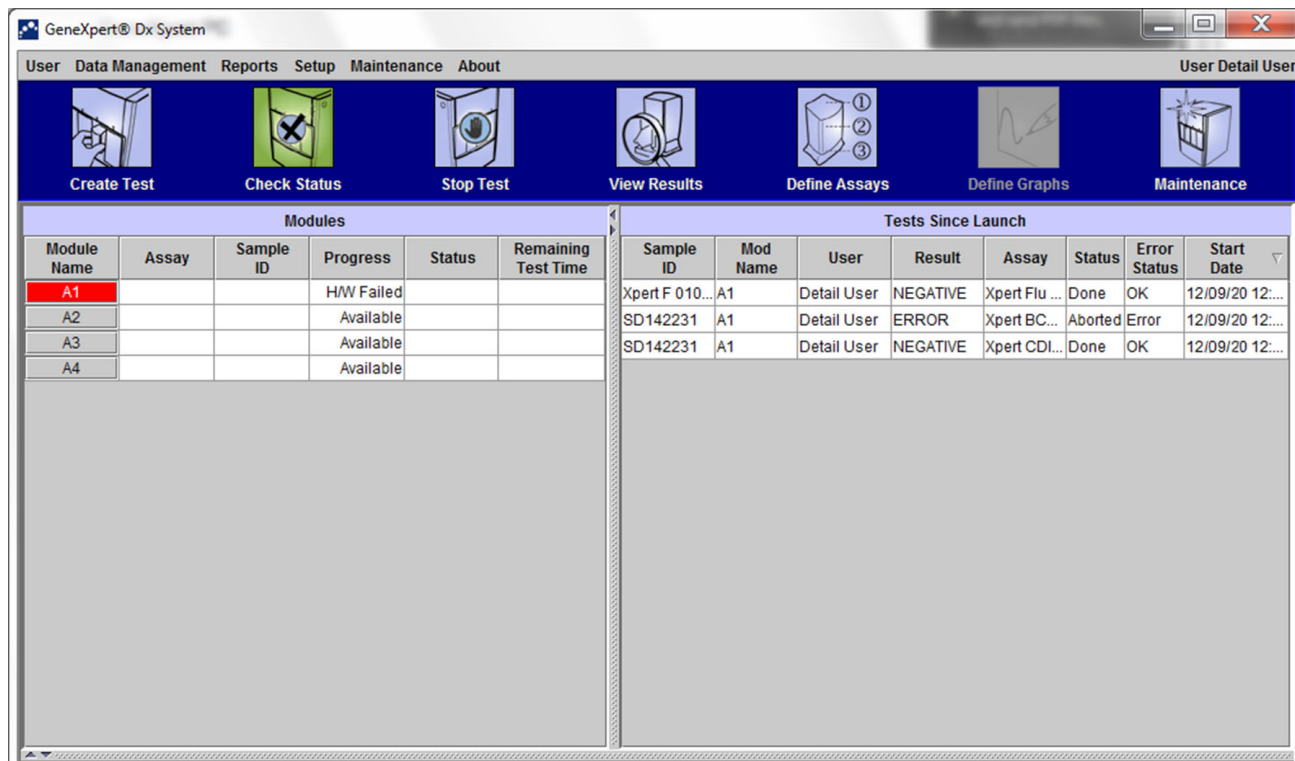 GeneXpert® Dx System
User Data Management Reports Setup Maintenance About User Detail User
Create Test Check Status Stop Test View Results Define Assays Define Graphs Maintenance
① ② ③
Modules
Module Name Assay Sample ID Progress Status Remaining Test Time
A1 H/W Failed
A2 Available
A3 Available
A4 Available
Tests Since Launch
Sample ID Mod Name User Result Assay Status Error Status Start Date
Xpert F 010... A1 Detail User NEGATIVE Xpert Flu ... Done OK 12/09/20 12:...
SD142231 A1 Detail User ERROR Xpert BC... Aborted Error 12/09/20 12:...
SD142231 A1 Detail User NEGATIVE Xpert CDI... Done OK 12/09/20 12:...